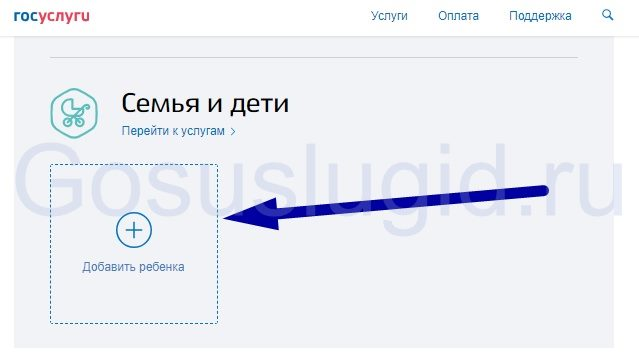 госуслуги
Услуги Оплата Поддержка
Семья и дети
Перейти к услугам >
Gosuslugid.ru
Добавить ребенка